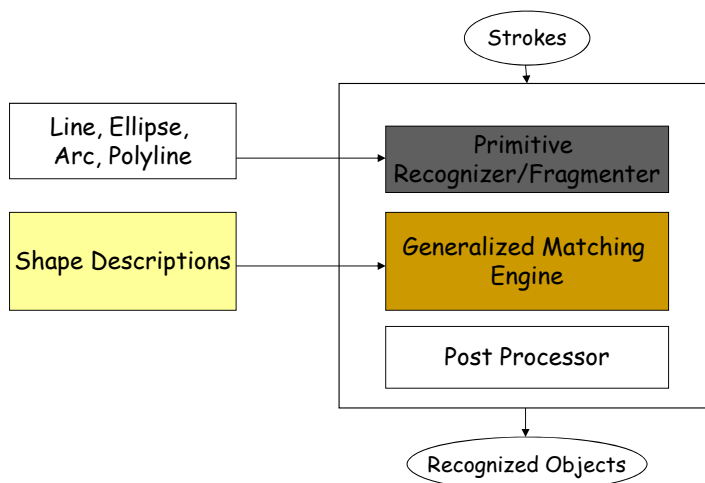 Strokes
Line, Ellipse,
Arc, Polyline
Primitive
Recognizer/Fragmenter
Shape Descriptions
Generalized Matching
Engine
Post Processor
Recognized Objects